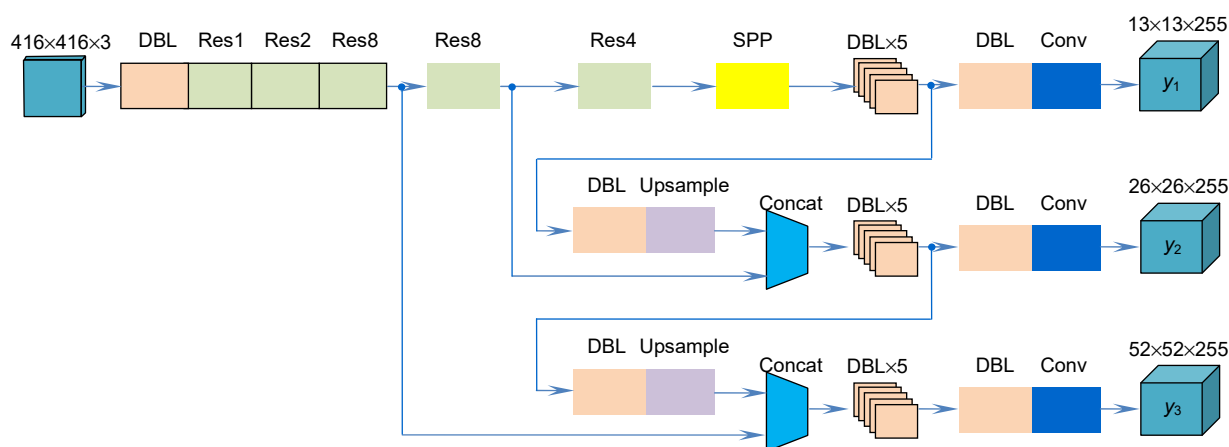 416×416×3 DBL Res1 Res2 Res8 Res8 Res4 SPP DBL×5 DBL Conv 13×13×255
y1
DBL Upsample Concat DBL×5 DBL Conv 26×26×255
y2
DBL Upsample Concat DBL×5 DBL Conv 52×52×255
y3